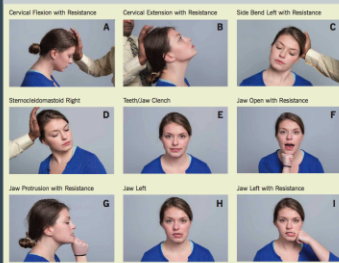 Cervical Flexion with Resistance
Cervical Extension with Resistance
Side Bend Left with Resistance
A
B
C
Sternocleidomastoid Right
Teeth/Jaw Clench
Jaw Open with Resistance
D
E
F
Jaw Protrusion with Resistance
Jaw Left
Jaw Left with Resistance
G
H
I